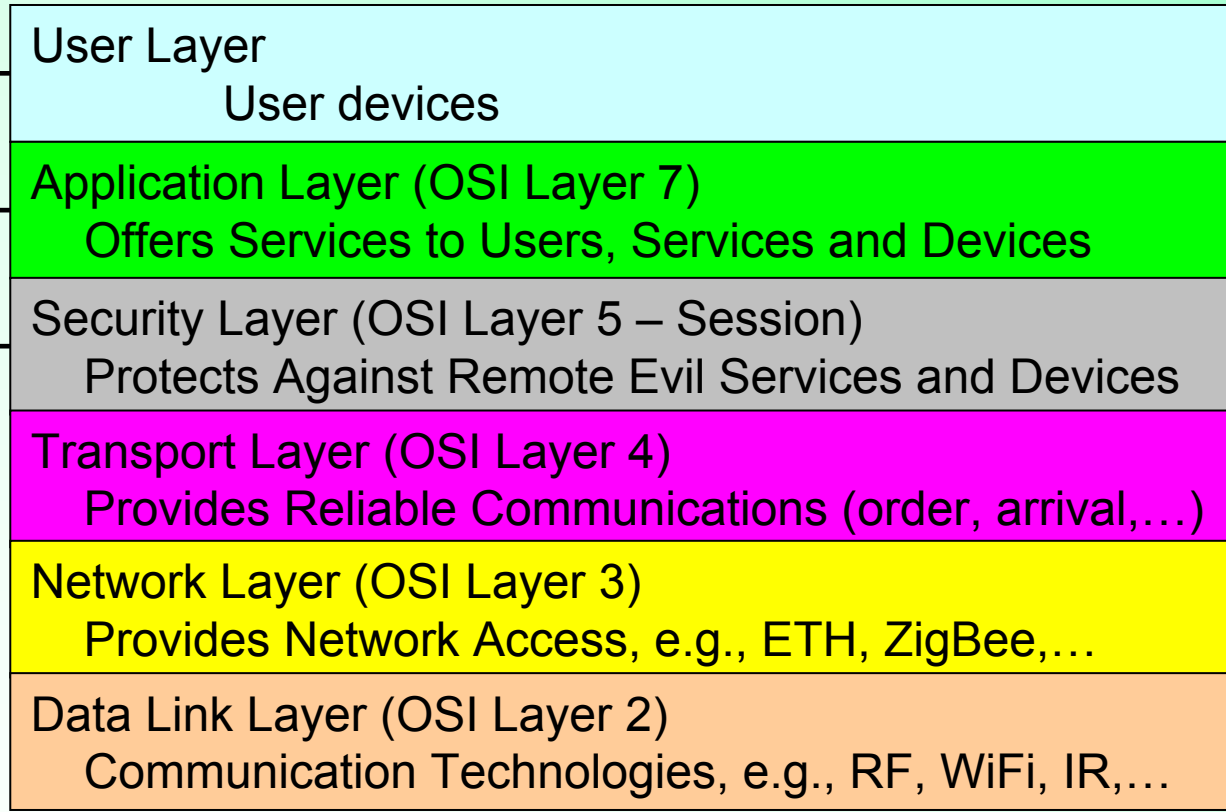 User Layer
User devices
Application Layer (OSI Layer 7)
Offers Services to Users, Services and Devices
Security Layer (OSI Layer 5 – Session)
Protects Against Remote Evil Services and Devices
Transport Layer (OSI Layer 4)
Provides Reliable Communications (order, arrival,…)
Network Layer (OSI Layer 3)
Provides Network Access, e.g., ETH, ZigBee,…
Data Link Layer (OSI Layer 2)
Communication Technologies, e.g., RF, WiFi, IR,…